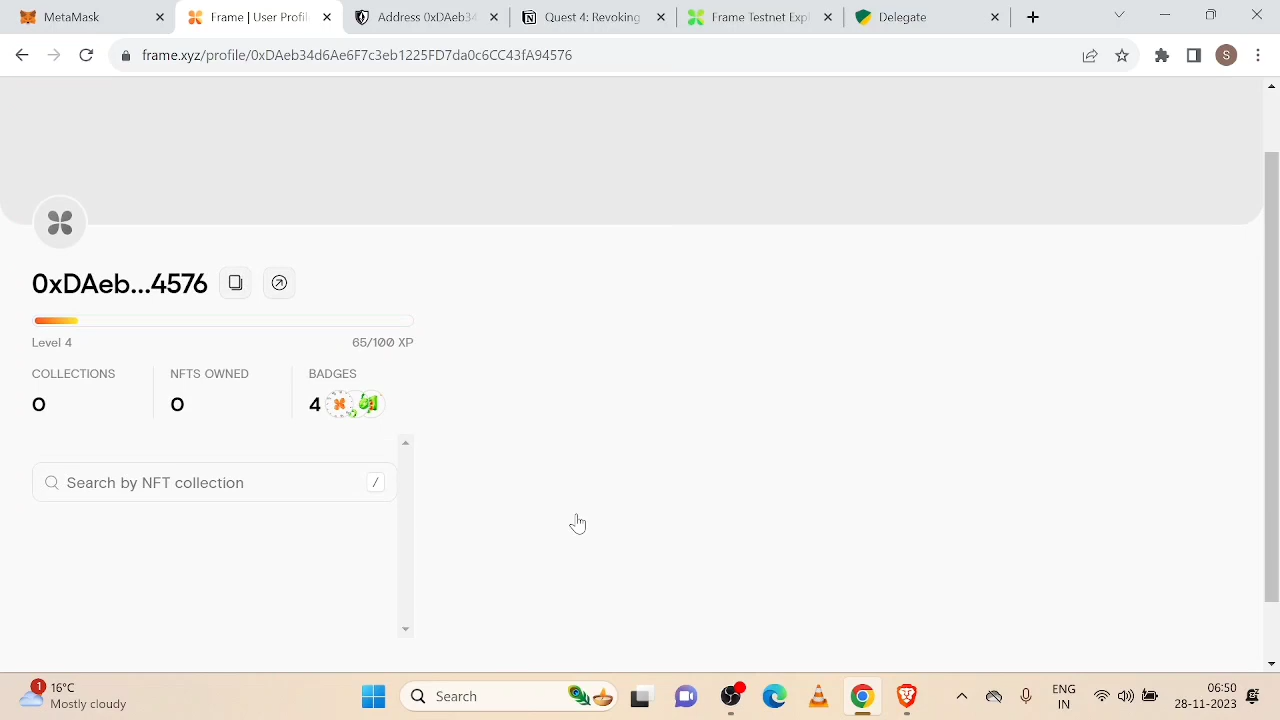 MetaMask
Frame | User Profi
Address 0xDAeb34
Quest 4: Revoking
Frame Testnet Exp
Delegate
frame.xyz/profile/0xDAeb34d6Ae6F7c3eb1225FD7da0c6CC43fA94576
S
0xDAeb...4576
Level 4
65/100 XP
COLLECTIONS
NFTS OWNED
BADGES
0
0
4
Search by NFT collection
/
1
16°C
Mostly cloudy
Search
ENG
IN
06:50
28-11-2023